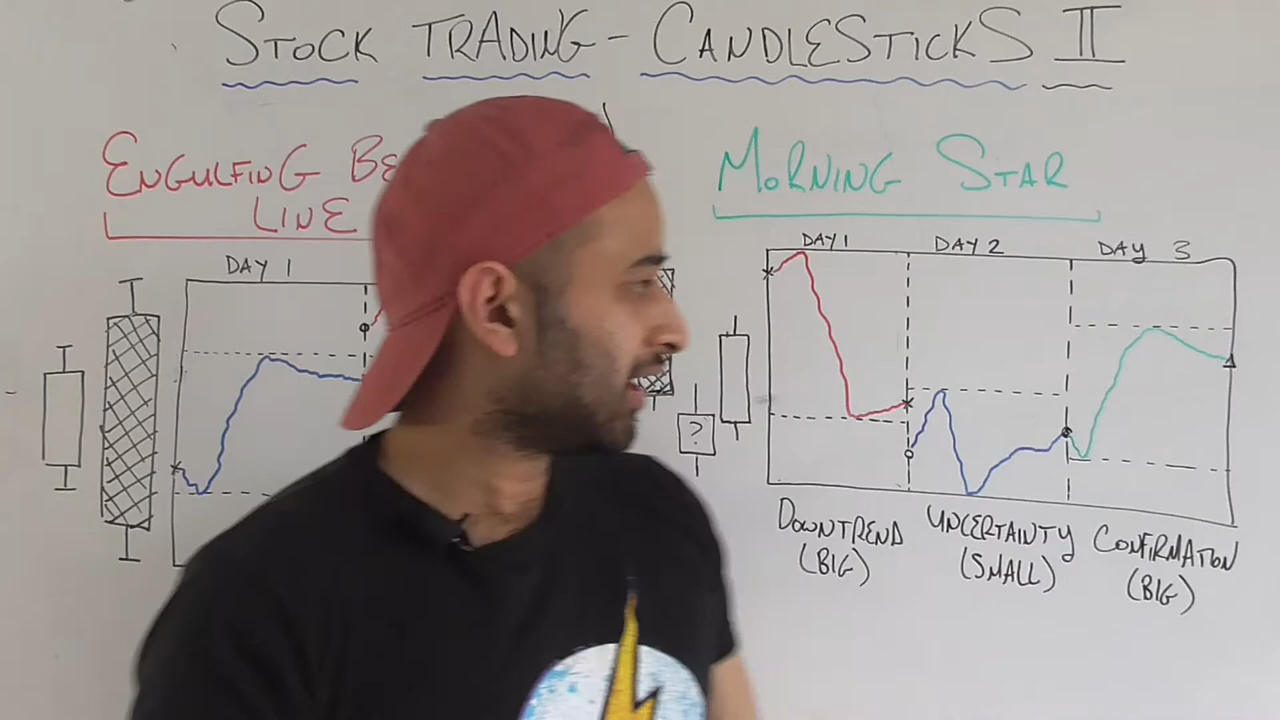 STOCK TRADING - CANDLESTICKS II
ENGULFING BE
LINE
DAY 1
MORNING STAR
DAY 1
DAY 2
DAY 3
?
DOWNTREND
(BIG)
UNCERTAINTY
(SMALL)
CONFIRMATION
(BIG)